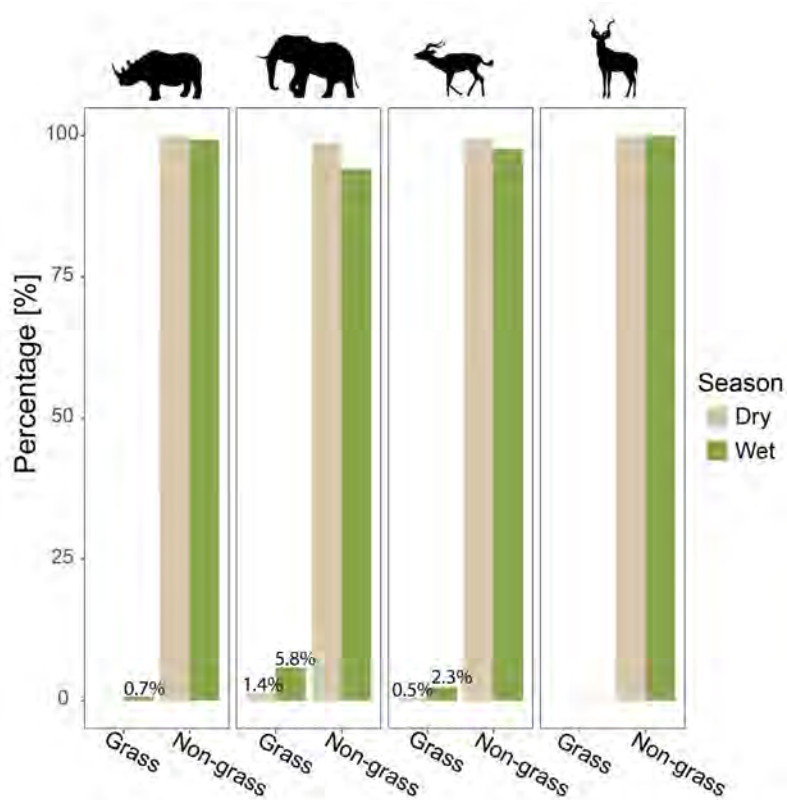 Percentage [%]
100
75
50
25
0
0.7%
5.8%
1.4%
2.3%
0.5%
Grass
Non-grass
Grass
Non-grass
Grass
Non-grass
Grass
Non-grass
Season
Dry
Wet